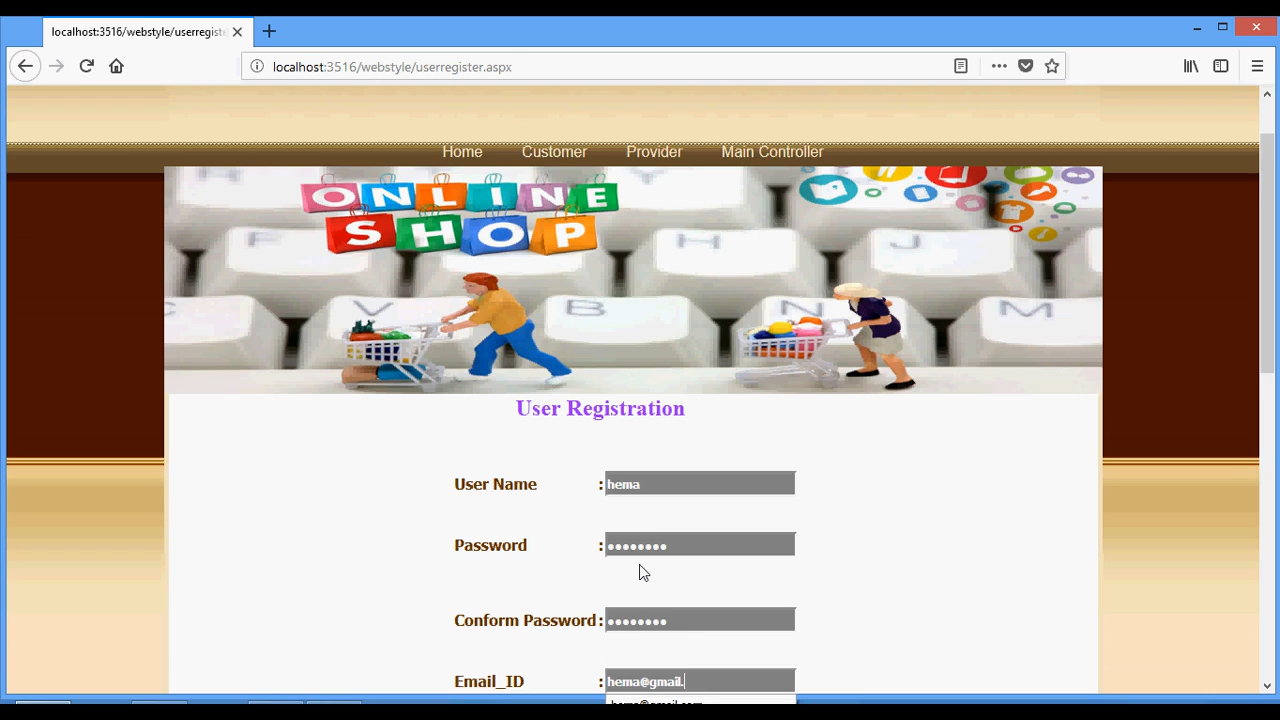 localhost:3516/webstyle/userregiste
localhost:3516/webstyle/userregister.aspx
Home Customer Provider Main Controller
ONLINE
SHOP
F H J
C V B N M
User Registration
User Name : hema
Password : ••••••••
Conform Password : ••••••••
Email_ID : hema@gmail.